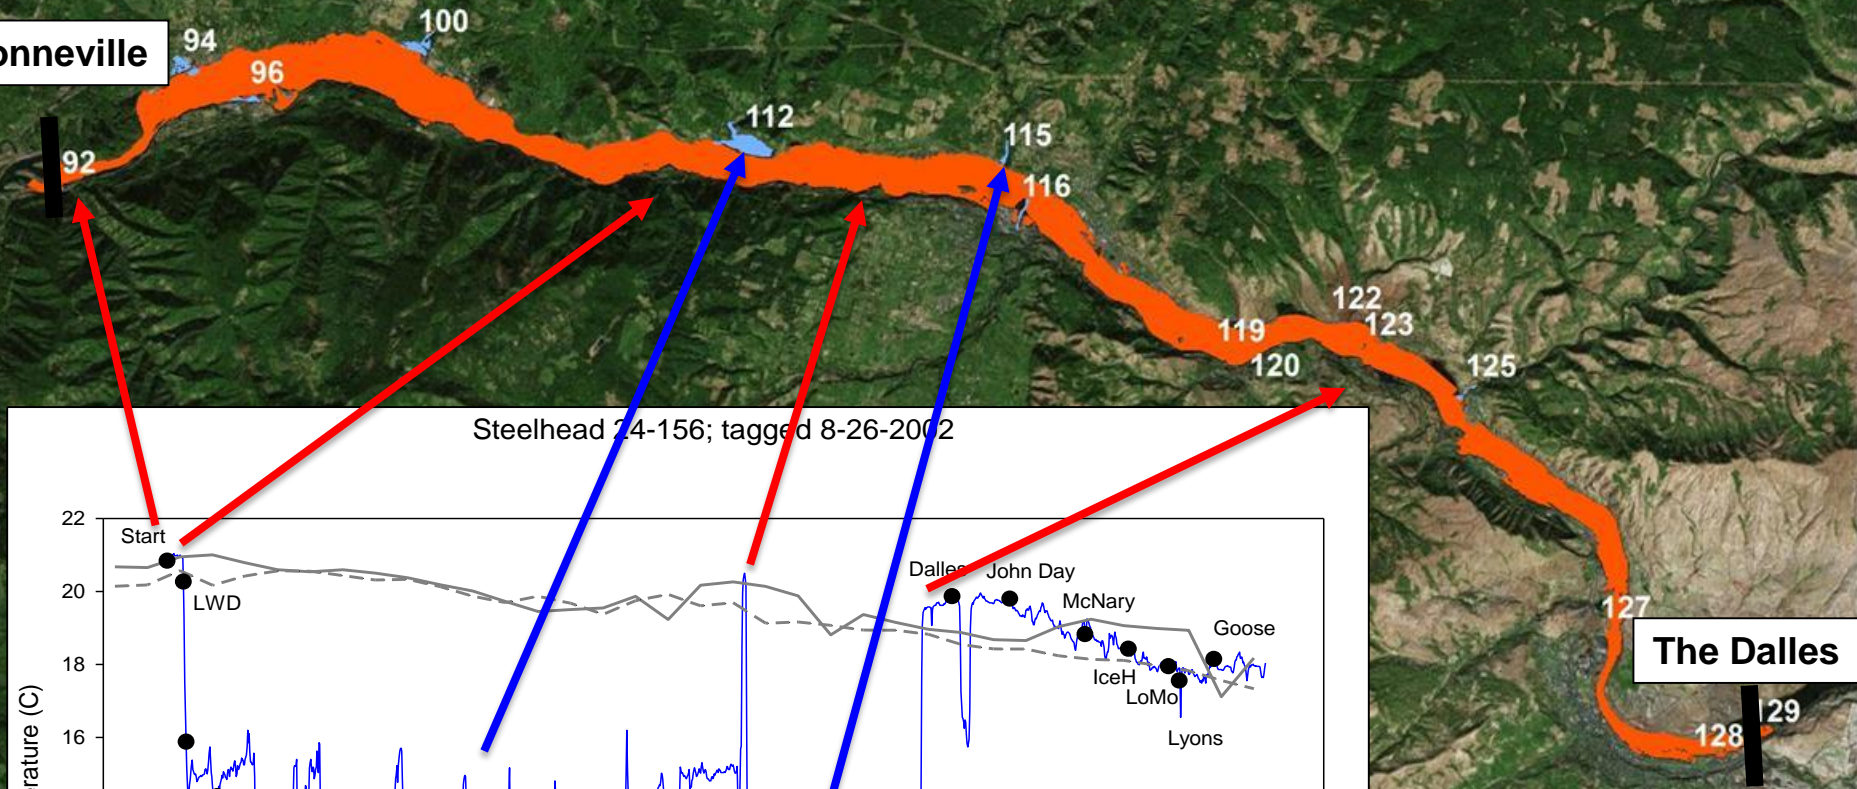 onneville
94
100
96
112
115
92
116
122
119
123
120
125
127
The Dalles
128
129
Steelhead 24-156; tagged 8-26-2002
22
Start
20
LWD
Dalles
John Day
McNary
Goose
18
IceH
LoMo
Lyons
16
erature (C)